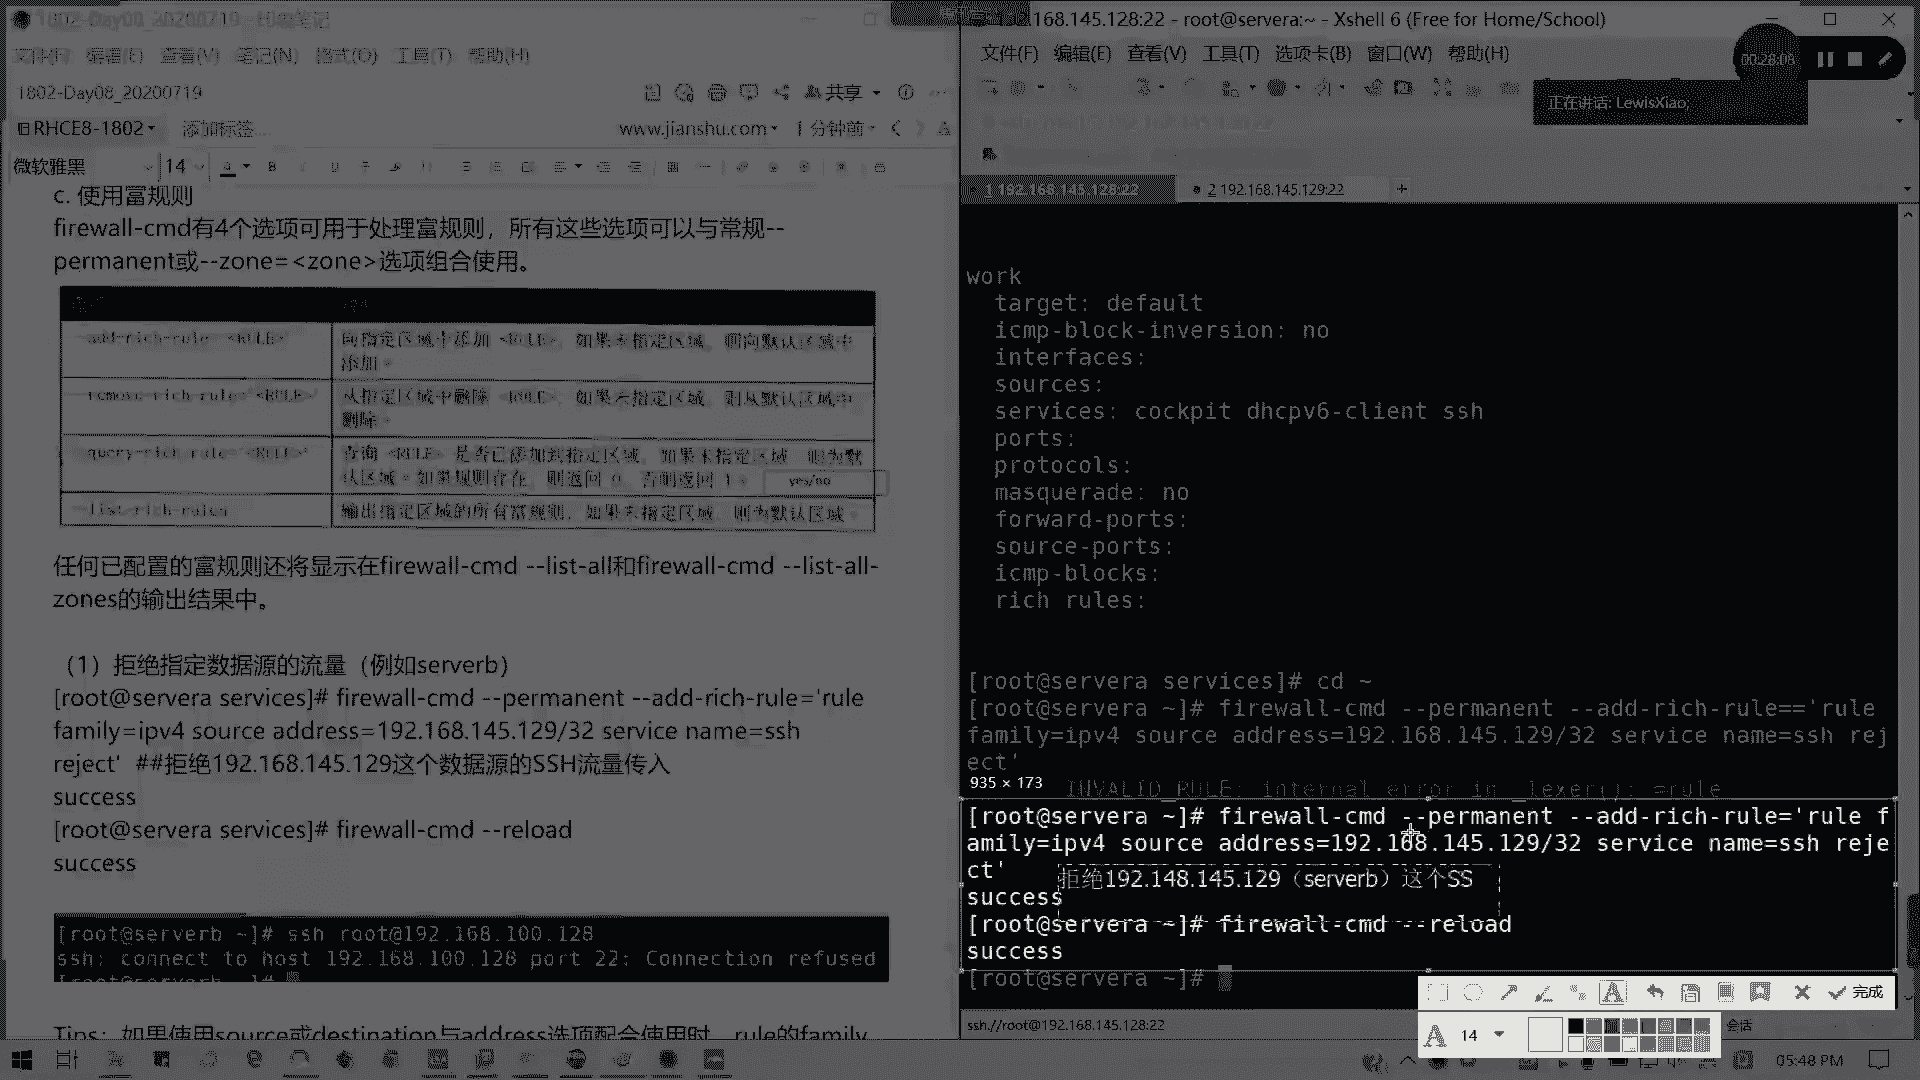 文件(F) 编辑(E) 查看(V) 笔记(N) 格式(O) 工具(T) 帮助(H)
1802-Day08_20200719
共享
RHCE8-1802 添加标签...
www.jianshu.com 1 分钟前
微软雅黑 14
c. 使用富规则
firewall-cmd有4个选项可用于处理富规则，所有这些选项可以与常规--
permanent或--zone=<zone>选项组合使用。
向指定区域中添加 <RULE>。如果未指定区域，则向默认区域中
添加。
从指定区域中删除 <RULE>。如果未指定区域，则从默认区域中
删除。
查询 <RULE> 是否已添加到指定区域。如果未指定区域，则为默
认区域。如果规则存在，则返回 0，否则返回 1。 yes/no
--list-rich-rules 输出指定区域的所有富规则。如果未指定区域，则为默认区域。
任何已配置的富规则还将显示在firewall-cmd --list-all和firewall-cmd --list-all-
zones的输出结果中。
（1）拒绝指定数据源的流量（例如serverb）
[root@servera services]# firewall-cmd --permanent --add-rich-rule='rule
family=ipv4 source address=192.168.145.129/32 service name=ssh
reject' ##拒绝192.168.145.129这个数据源的SSH流量传入
success
[root@servera services]# firewall-cmd --reload
success
[root@serverb ~]# ssh root@192.168.100.128
ssh: connect to host 192.168.100.128 port 22: Connection refused
[root@serverb ~]#
Tips：如果使用source或destination与address选项配合使用时，rule的family
.168.145.128:22 - root@servera:~ - Xshell 6 (Free for Home/School)
文件(F) 编辑(E) 查看(V) 工具(T) 选项卡(B) 窗口(W) 帮助(H)
00:28:08
正在讲话: LewisXiao;
1 192.168.145.128:22 2 192.168.145.129:22 +
work
target: default
icmp-block-inversion: no
interfaces:
sources:
services: cockpit dhcpv6-client ssh
ports:
protocols:
masquerade: no
forward-ports:
source-ports:
icmp-blocks:
rich rules:
[root@servera services]# cd ~
[root@servera ~]# firewall-cmd --permanent --add-rich-rule=='rule
family=ipv4 source address=192.168.145.129/32 service name=ssh rej
ect'
935 × 173
INVALID_RULE: internal error in _lexer(): =rule
[root@servera ~]# firewall-cmd --permanent --add-rich-rule='rule f
amily=ipv4 source address=192.168.145.129/32 service name=ssh reje
ct'
拒绝192.148.145.129（serverb）这个SS
success
[root@servera ~]# firewall-cmd --reload
success
[root@servera ~]#
完成
ssh://root@192.168.145.128:22
A 14
会话
05:48 PM